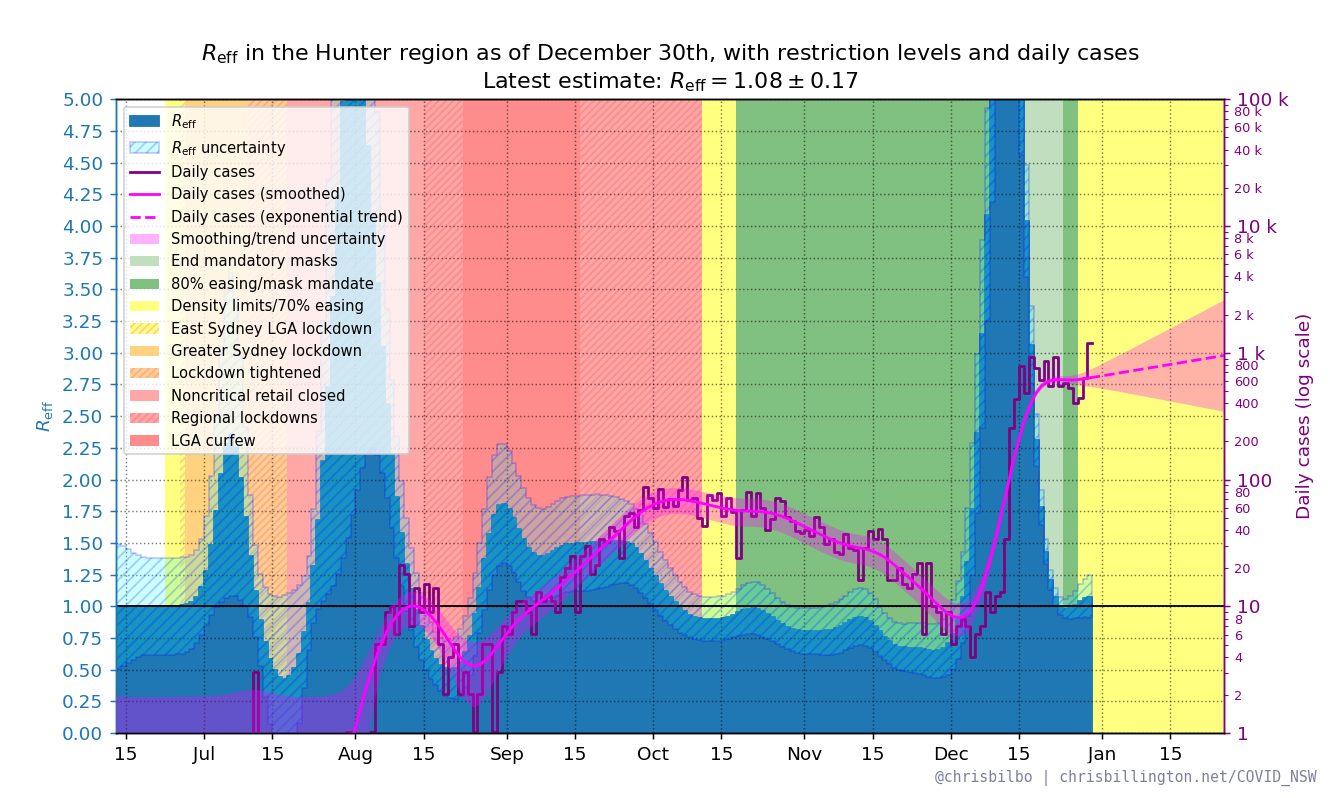 R_eff in the Hunter region as of December 30th, with restriction levels and daily cases
Latest estimate: R_eff = 1.08 ± 0.17
5.00
4.75
4.50
4.25
4.00
3.75
3.50
3.25
3.00
2.75
2.50
2.25
2.00
1.75
1.50
1.25
1.00
0.75
0.50
0.25
0.00
R_eff
R_eff
R_eff uncertainty
Daily cases
Daily cases (smoothed)
Daily cases (exponential trend)
Smoothing/trend uncertainty
End mandatory masks
80% easing/mask mandate
Density limits/70% easing
East Sydney LGA lockdown
Greater Sydney lockdown
Lockdown tightened
Noncritical retail closed
Regional lockdowns
LGA curfew
100 k
80 k
60 k
40 k
20 k
10 k
8 k
6 k
4 k
2 k
1 k
800
600
400
200
100
80
60
40
20
10
8
6
4
2
1
Daily cases (log scale)
15 Jul 15 Aug 15 Sep 15 Oct 15 Nov 15 Dec 15 Jan 15
@chrisbilbo | chrisbillington.net/COVID_NSW